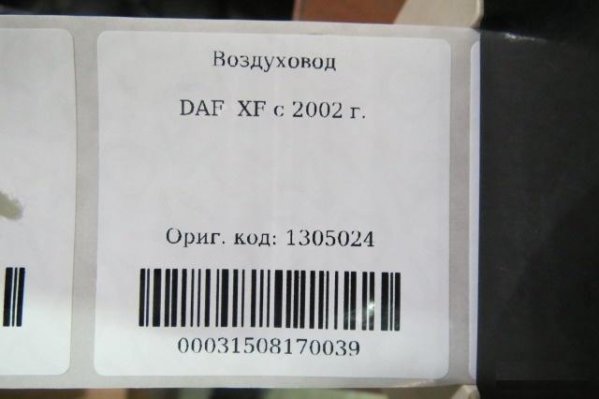 Воздуховод
DAF XF с 2002 г.
Ориг. код: 1305024
00031508170039